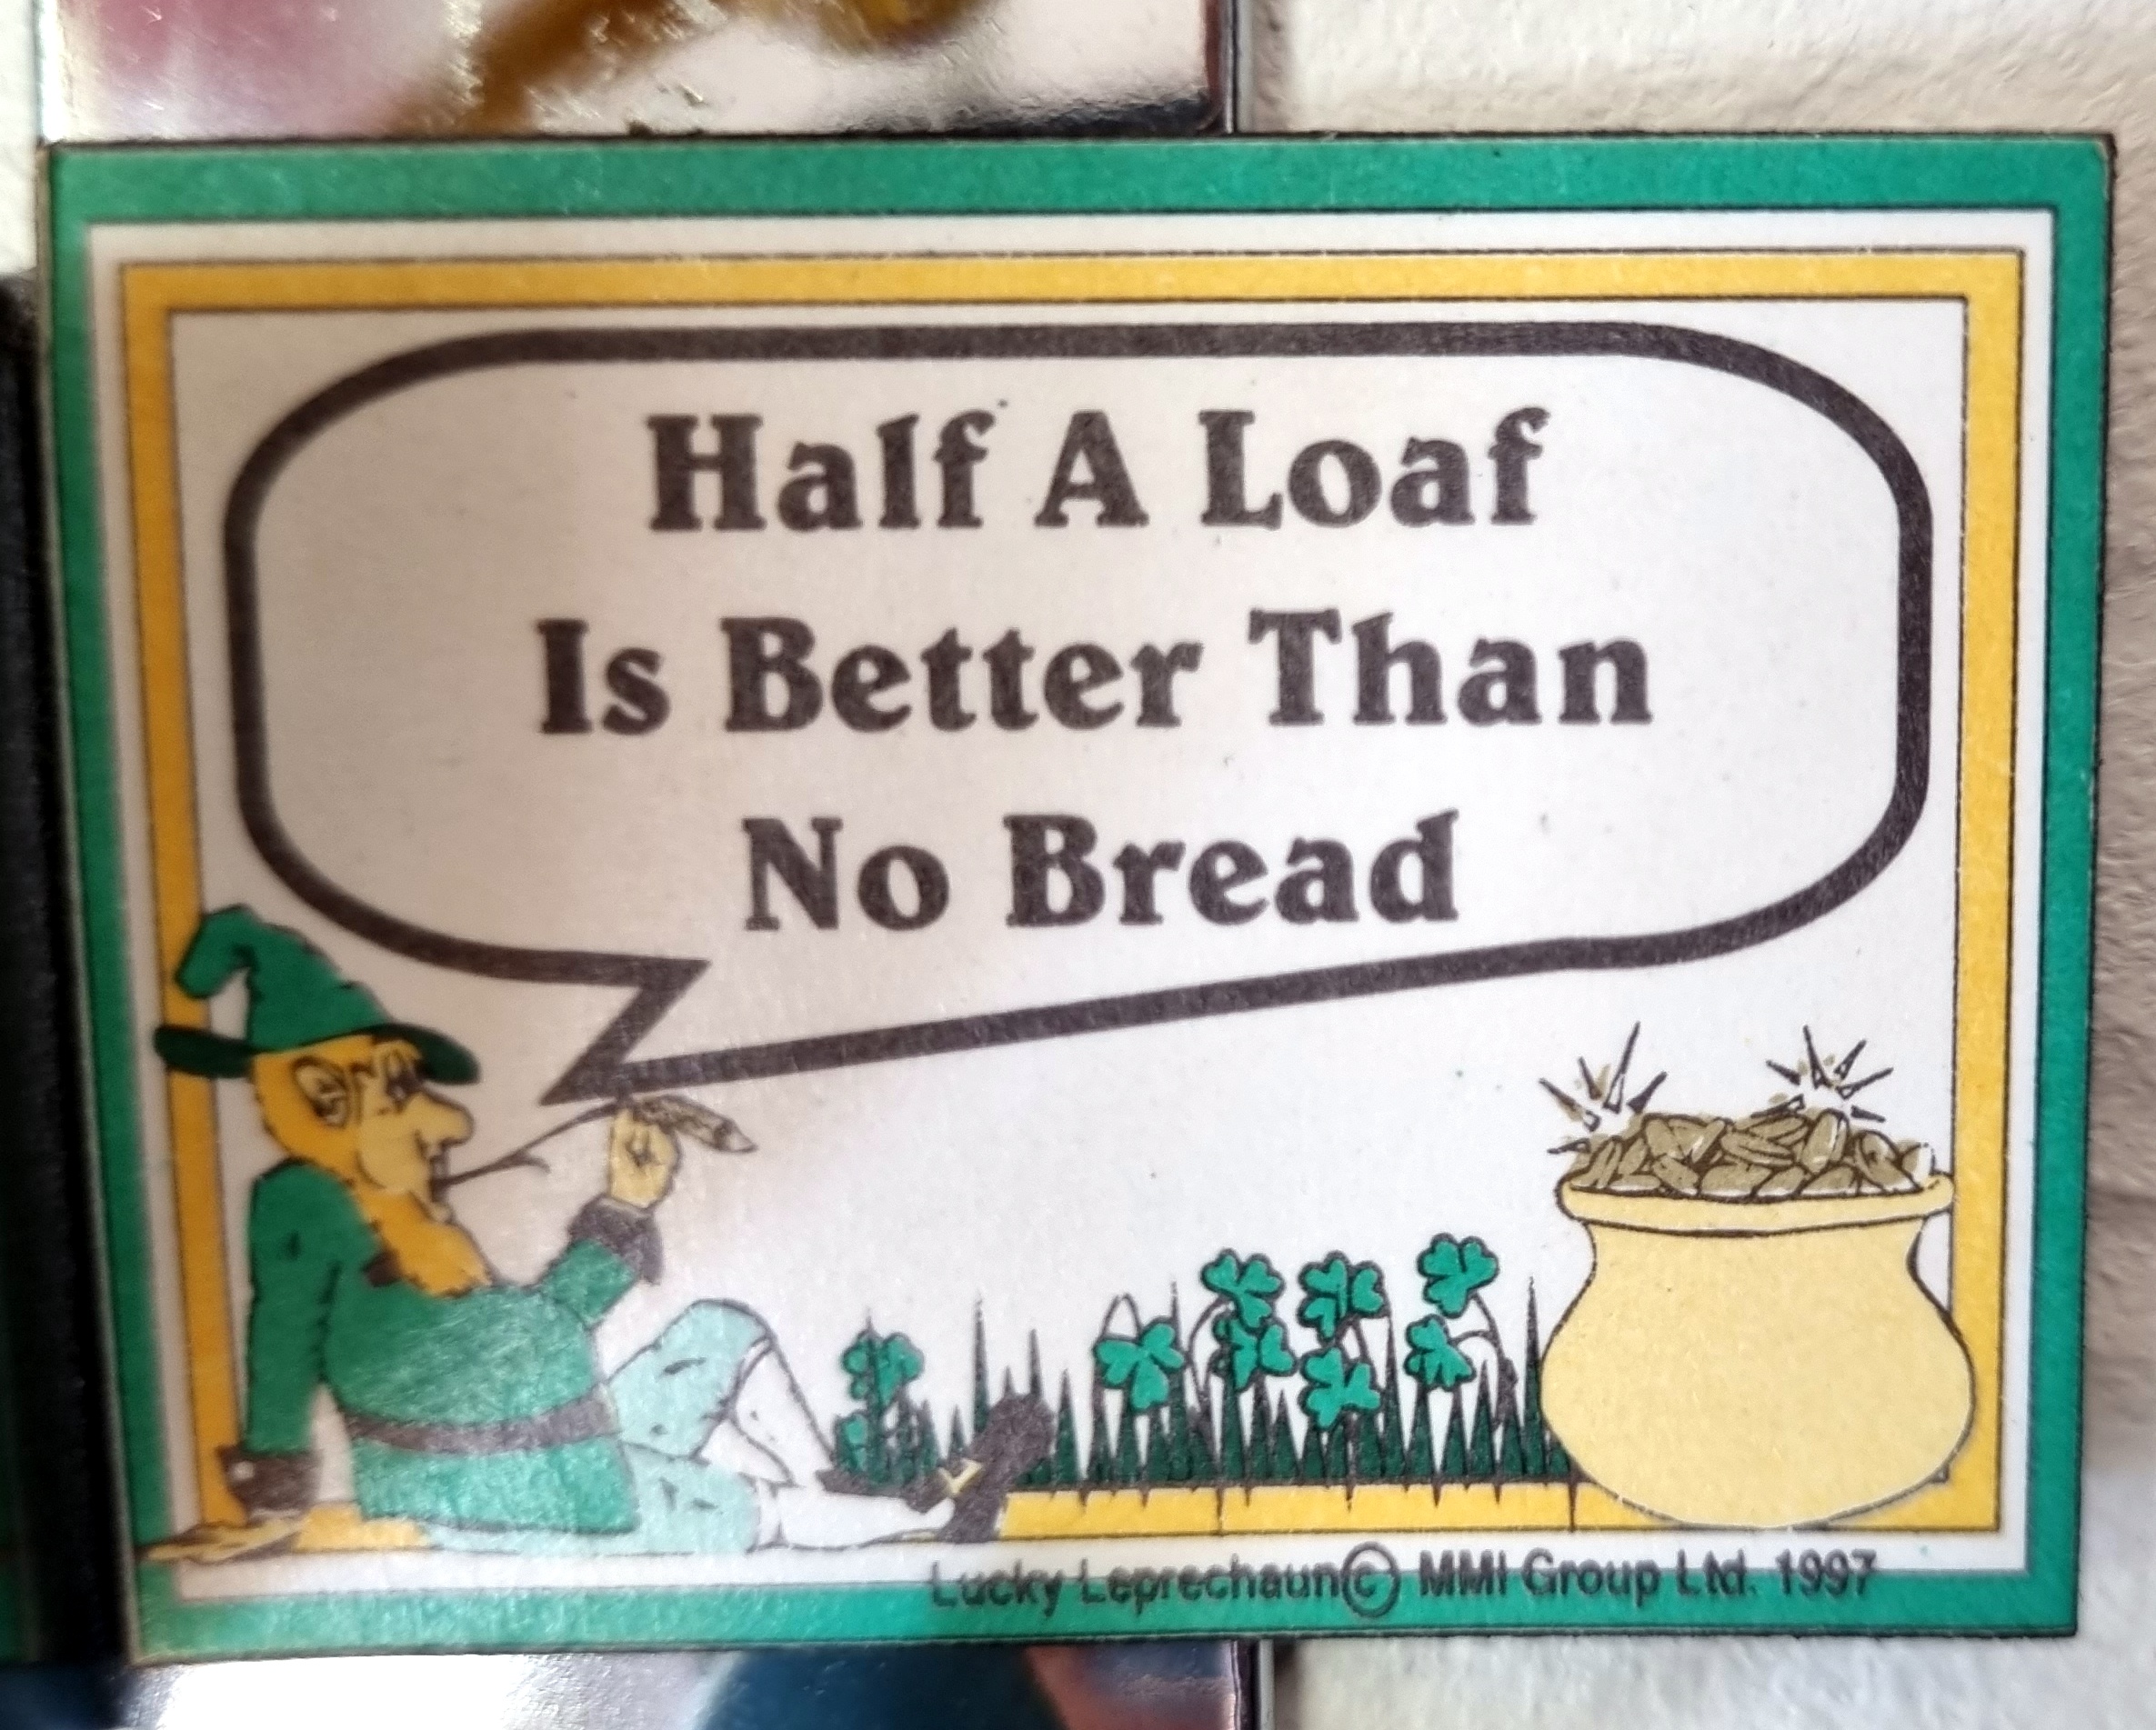 Half A Loaf
Is Better Than
No Bread
Lucky Leprechaun© MMI Group Ltd. 1997